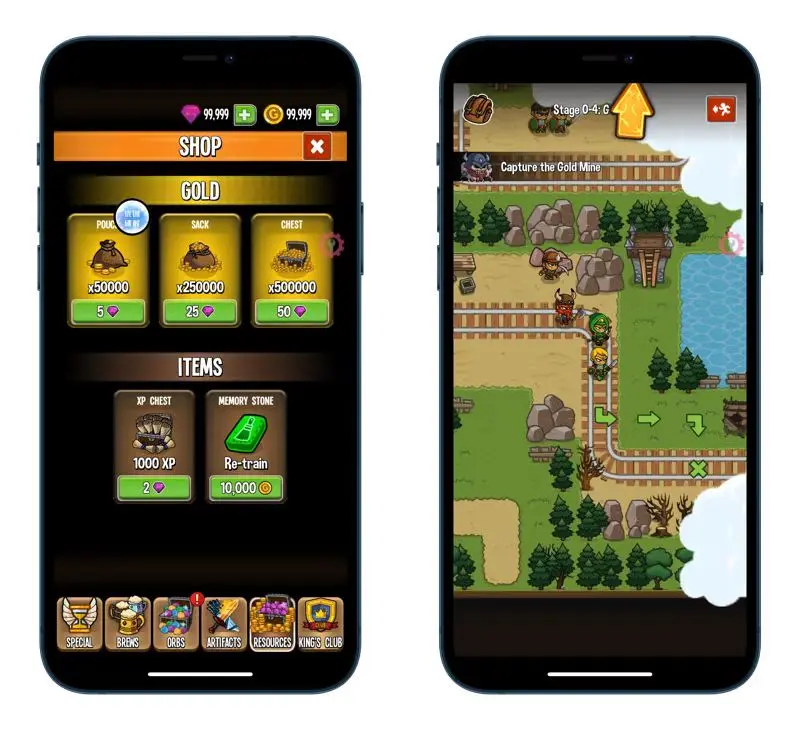 99,999
99,999
SHOP
GOLD
SACK
CHEST
x50000
x250000
x500000
5
25
50
ITEMS
XP CHEST
MEMORY STONE
1000 XP
Re-train
2
10,000
SPECIAL
BREWS
ORBS
ARTIFACTS
RESOURCES
KING'S CLUB
Stage 0-4: G
Capture the Gold Mine